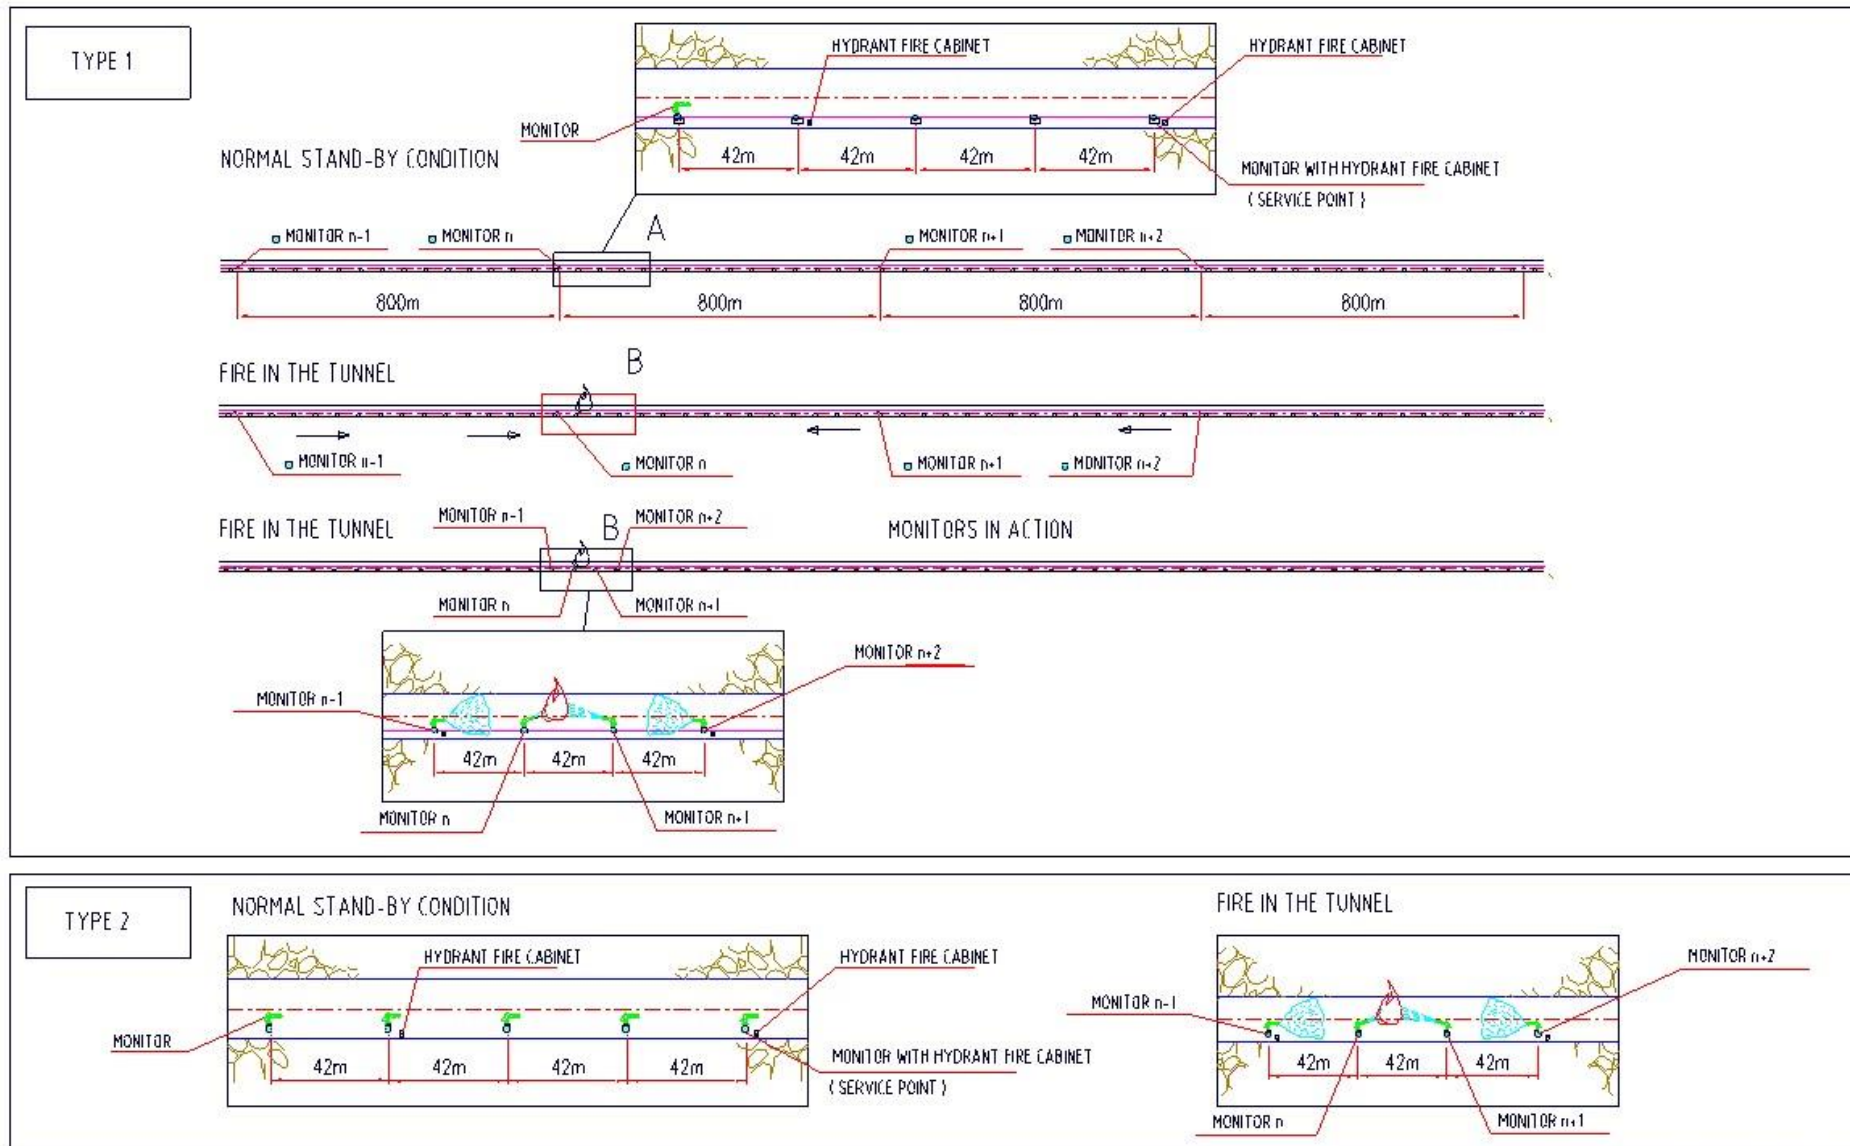 TYPE 1
HYDRANT FIRE CABINET
HYDRANT FIRE CABINET
MONITOR
NORMAL STAND-BY CONDITION
42m 42m 42m 42m
MONITOR WITH HYDRANT FIRE CABINET
( SERVICE POINT )
A
MONITOR n-1 MONITOR n MONITOR n+1 MONITOR n+2
800m 800m 800m 800m
FIRE IN THE TUNNEL
B
MONITOR n-1 MONITOR n MONITOR n+1 MONITOR n+2
FIRE IN THE TUNNEL
MONITOR n-1 B MONITOR n+2
MONITORS IN ACTION
MONITOR n MONITOR n+1
MONITOR n+2
MONITOR n-1
42m 42m 42m
MONITOR n MONITOR n+1
TYPE 2
NORMAL STAND-BY CONDITION
HYDRANT FIRE CABINET
HYDRANT FIRE CABINET
MONITOR
42m 42m 42m 42m
MONITOR WITH HYDRANT FIRE CABINET
( SERVICE POINT )
FIRE IN THE TUNNEL
MONITOR n+2
MONITOR n-1
42m 42m 42m
MONITOR n MONITOR n+1